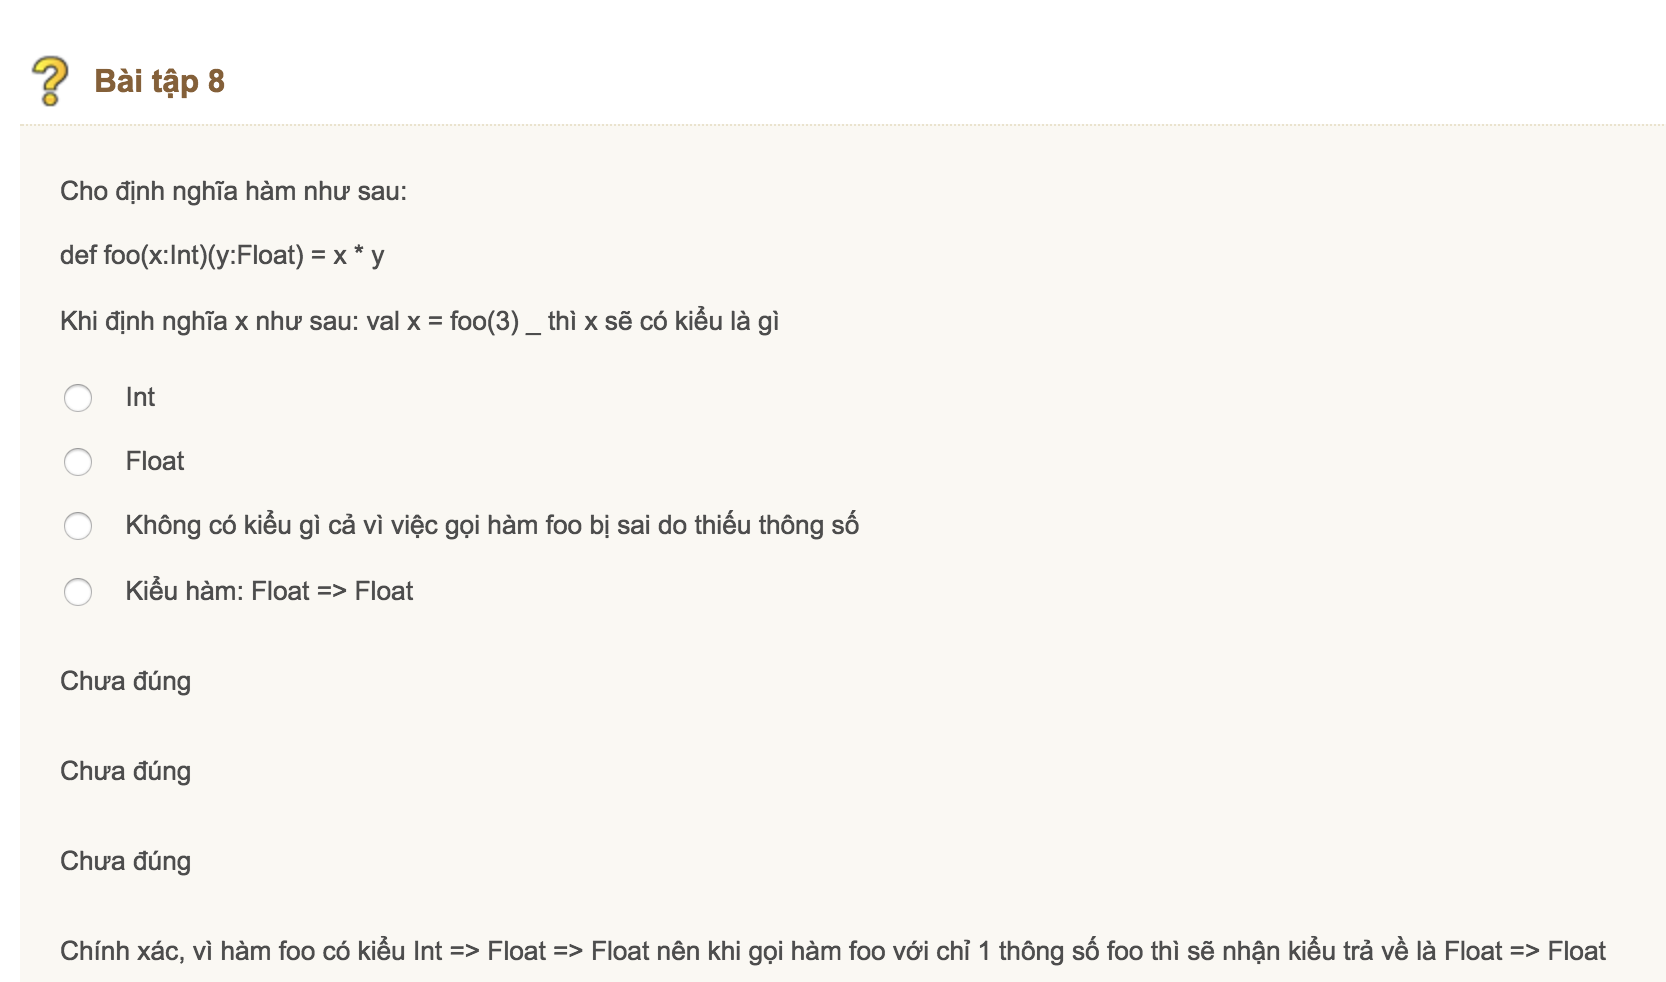 Bài tập 8
Cho định nghĩa hàm như sau:
def foo(x:Int)(y:Float) = x * y
Khi định nghĩa x như sau: val x = foo(3) _ thì x sẽ có kiểu là gì
Int
Float
Không có kiểu gì cả vì việc gọi hàm foo bị sai do thiếu thông số
Kiểu hàm: Float => Float
Chưa đúng
Chưa đúng
Chưa đúng
Chính xác, vì hàm foo có kiểu Int => Float => Float nên khi gọi hàm foo với chỉ 1 thông số foo thì sẽ nhận kiểu trả về là Float => Float